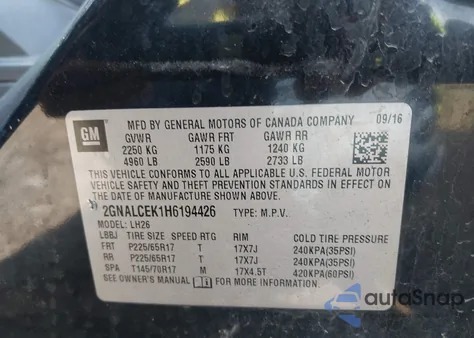 GM
MFD BY GENERAL MOTORS OF CANADA COMPANY 09/16
GVWR GAWR FRT GAWR RR
2250 KG 1175 KG 1240 KG
4960 LB 2590 LB 2733 LB
THIS VEHICLE CONFORMS TO ALL APPLICABLE U.S. FEDERAL MOTOR
VEHICLE SAFETY AND THEFT PREVENTION STANDARDS IN
EFFECT ON THE DATE OF MANUFACTURE SHOWN ABOVE.
2GNALCEK1H6194426 TYPE: M.P.V.
MODEL: LH26
LBBJ TIRE SIZE SPEED RTG RIM COLD TIRE PRESSURE
FRT P225/65R17 T 17X7J 240KPA(35PSI)
RR P225/65R17 T 17X7J 240KPA(35PSI)
SPA T145/70R17 M 17X4.5T 420KPA(60PSI)
SEE OWNER'S MANUAL FOR MORE INFORMATION
autoSnap